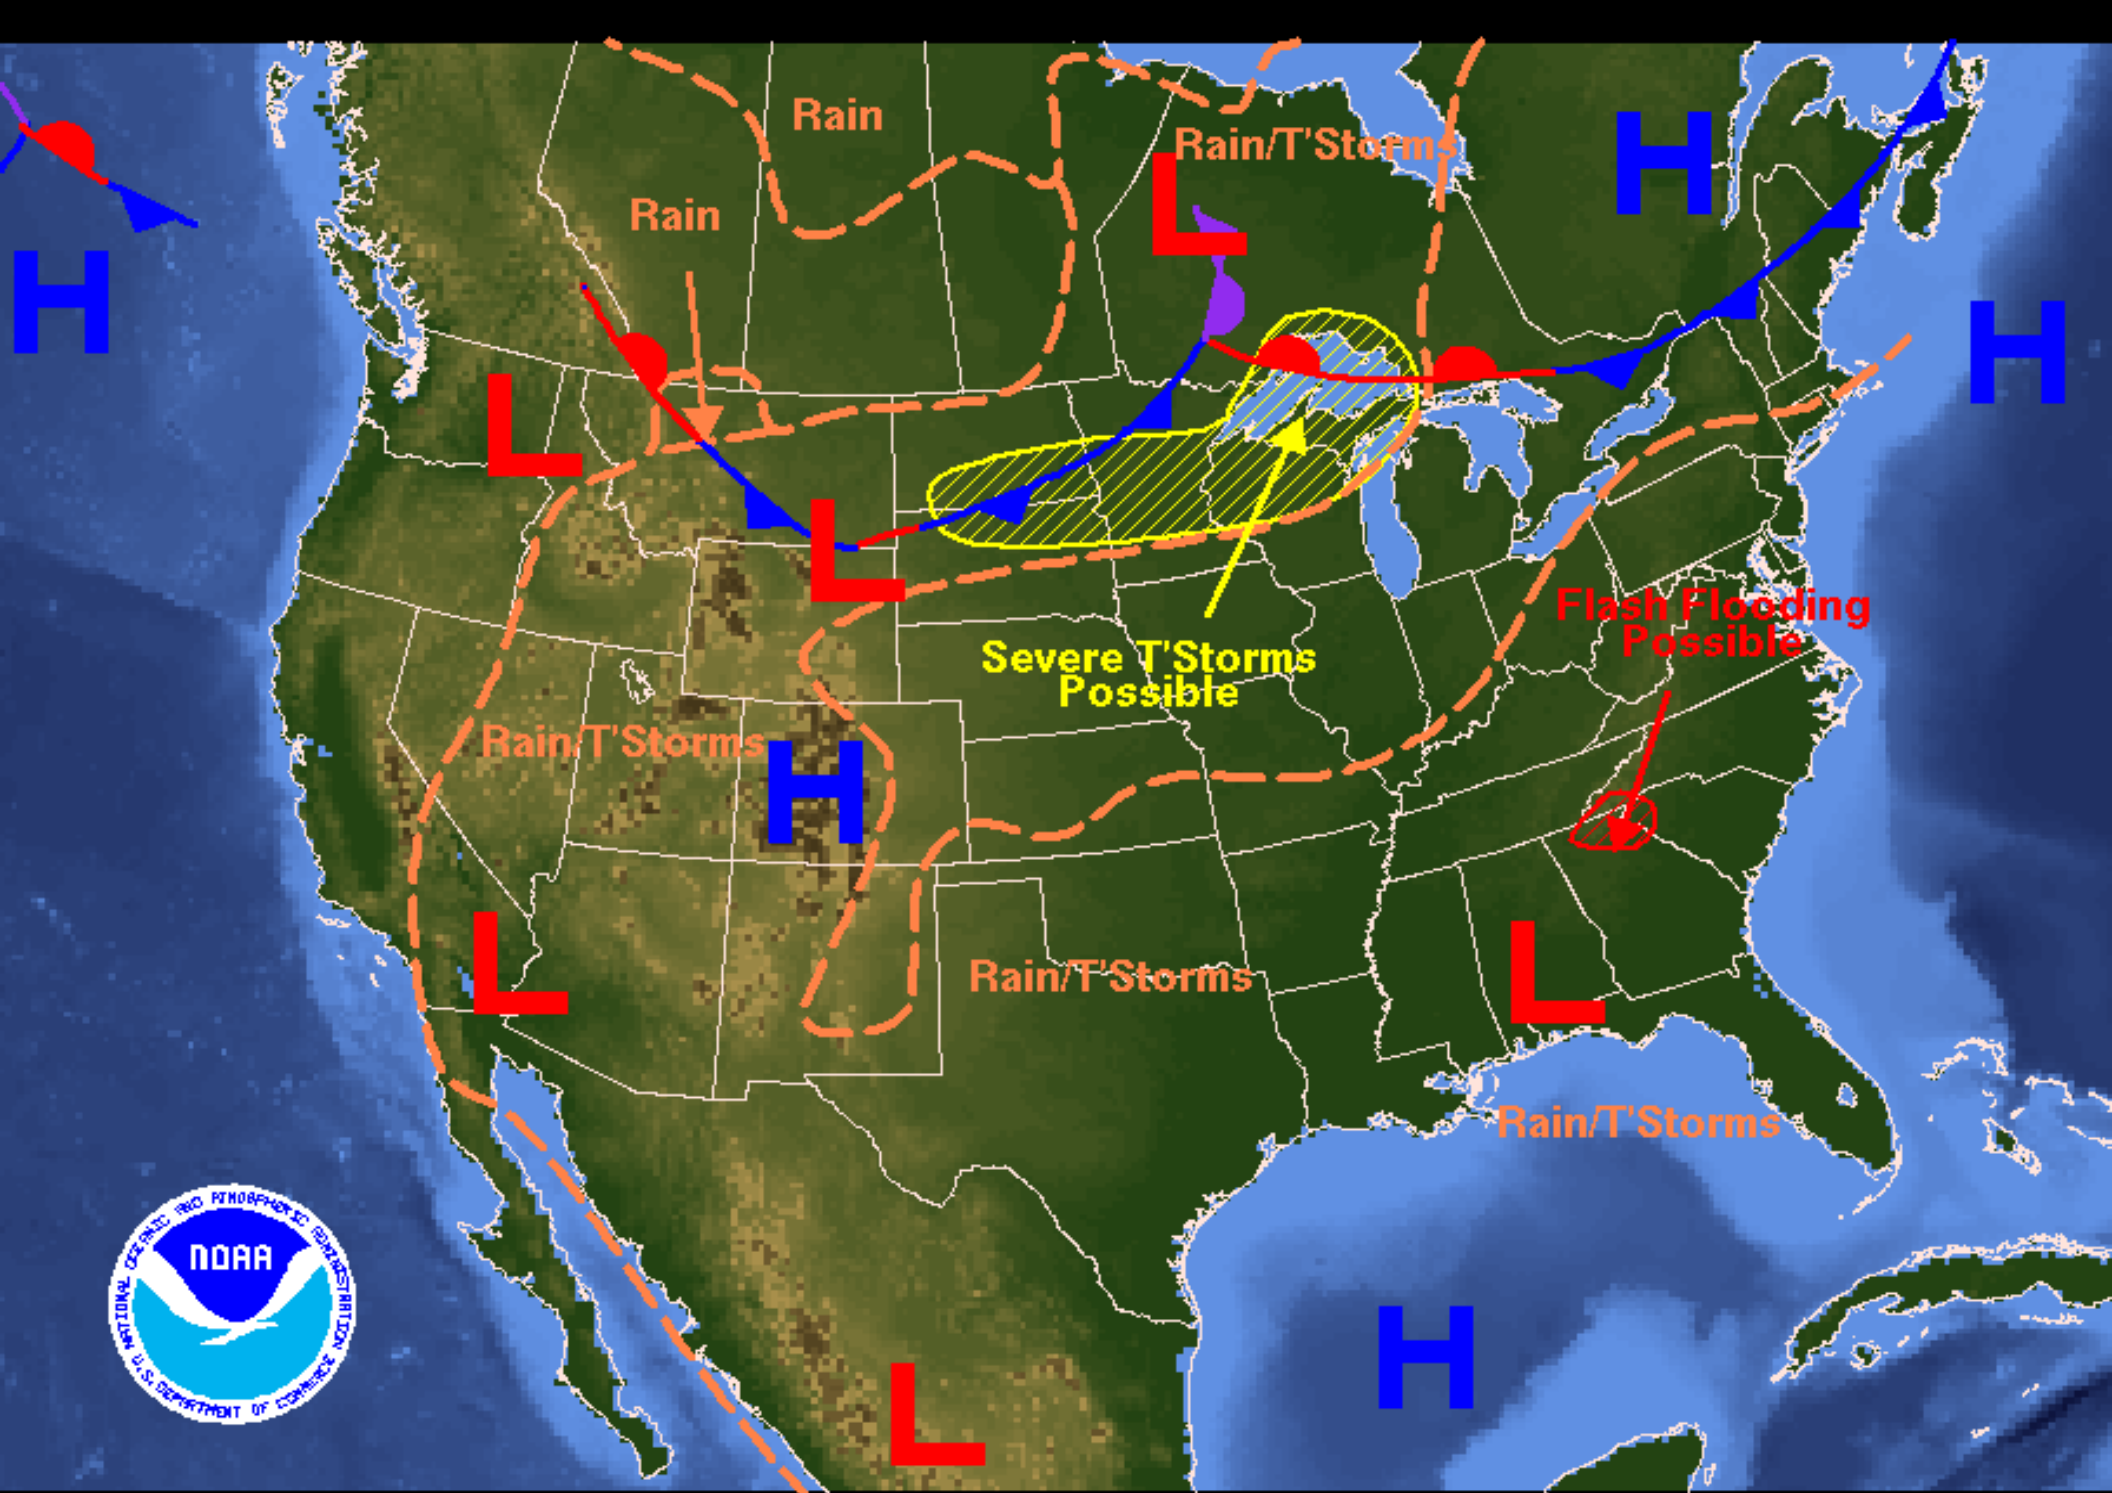 Rain
Rain/T'Storms
H
L
Rain
H
H
L
L
Flash Flooding
Possible
Severe T'Storms
Possible
Rain/T'Storms
H
L
L
Rain/T'Storms
Rain/T'Storms
NATIONAL OCEANIC AND ATMOSPHERIC ADMINISTRATION
NOAA
U.S. DEPARTMENT OF COMMERCE
H
L